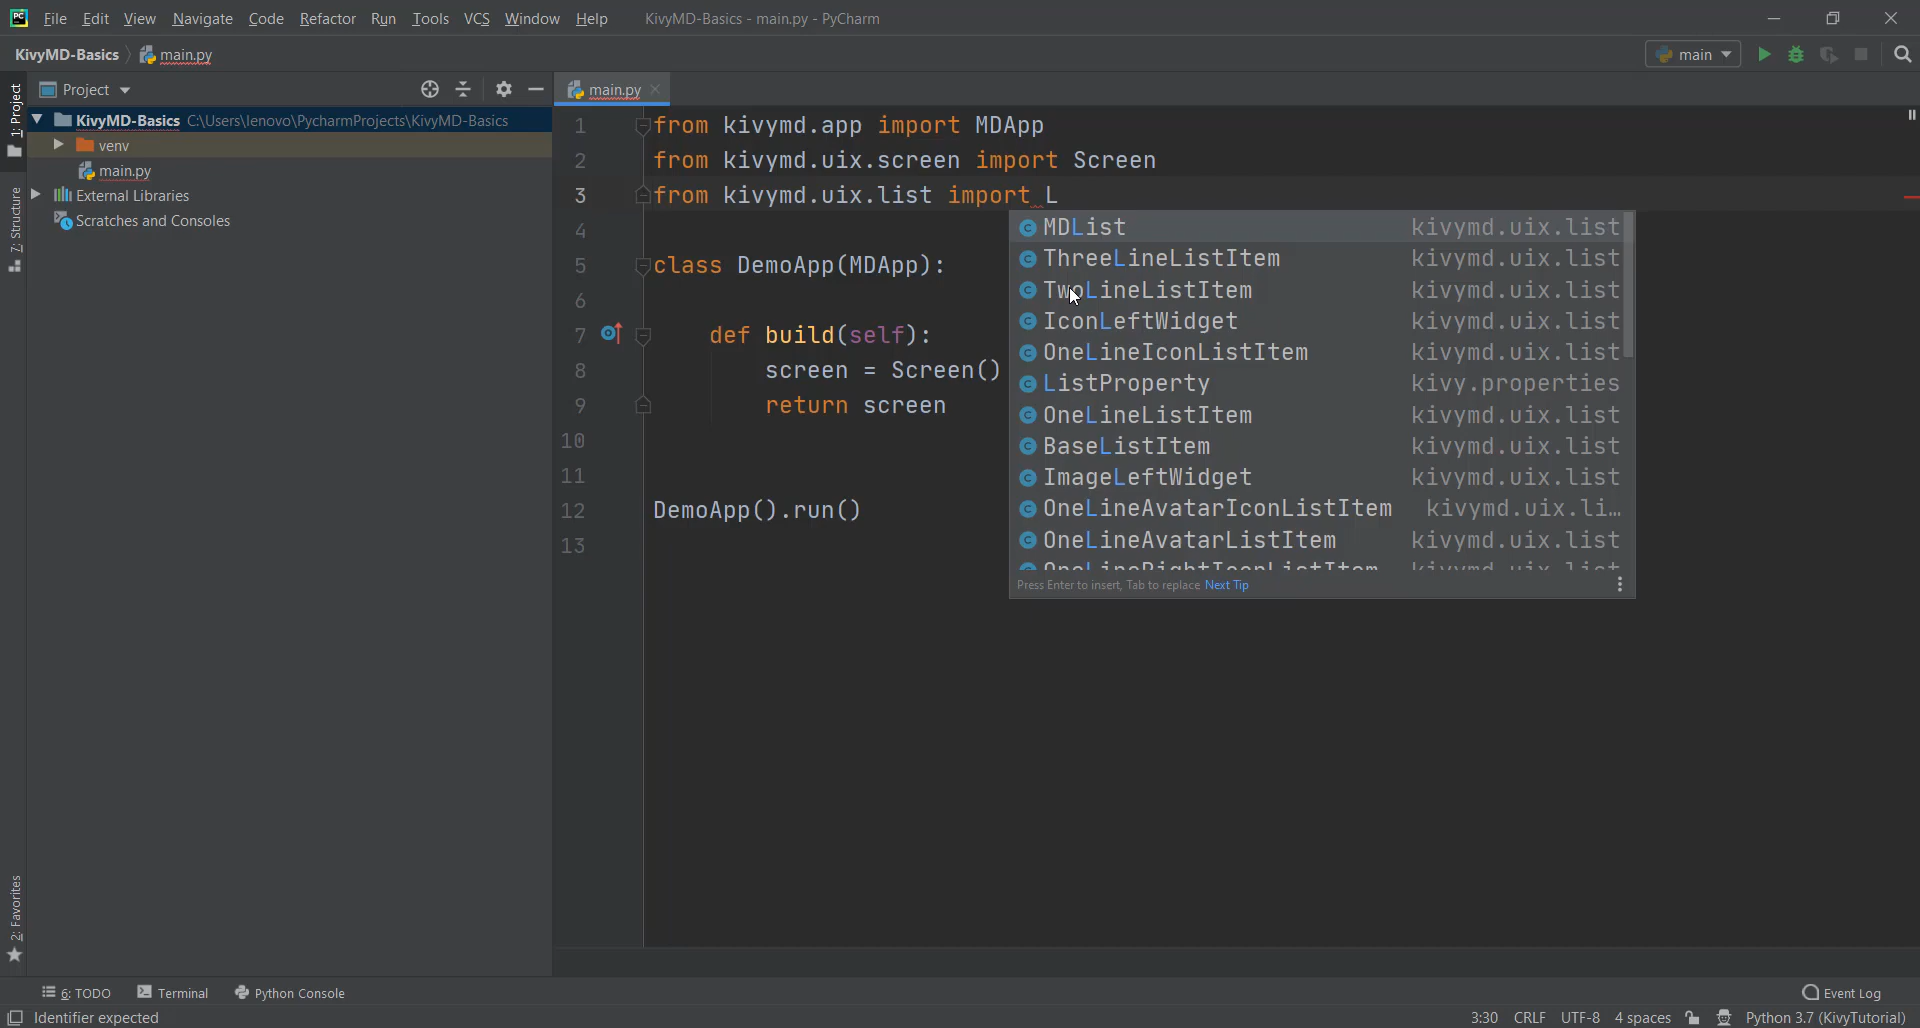 File Edit View Navigate Code Refactor Run Tools VCS Window Help KivyMD-Basics - main.py - PyCharm
KivyMD-Basics main.py main
Project
main.py
1: Project
KivyMD-Basics C:\Users\lenovo\PycharmProjects\KivyMD-Basics
venv
main.py
External Libraries
Scratches and Consoles
7: Structure
2: Favorites
1 from kivymd.app import MDApp
2 from kivymd.uix.screen import Screen
3 from kivymd.uix.list import L
4
5 class DemoApp(MDApp):
6
7 def build(self):
8 screen = Screen()
9 return screen
10
11
12 DemoApp().run()
13
MDList kivymd.uix.list
ThreeLineListItem kivymd.uix.list
TwoLineListItem kivymd.uix.list
IconLeftWidget kivymd.uix.list
OneLineIconListItem kivymd.uix.list
ListProperty kivy.properties
OneLineListItem kivymd.uix.list
BaseListItem kivymd.uix.list
ImageLeftWidget kivymd.uix.list
OneLineAvatarIconListItem kivymd.uix.li…
OneLineAvatarListItem kivymd.uix.list
OneLineRightIconListItem kivymd.uix.list
Press Enter to insert, Tab to replace Next Tip
6: TODO Terminal Python Console Event Log
Identifier expected 3:30 CRLF UTF-8 4 spaces Python 3.7 (KivyTutorial)